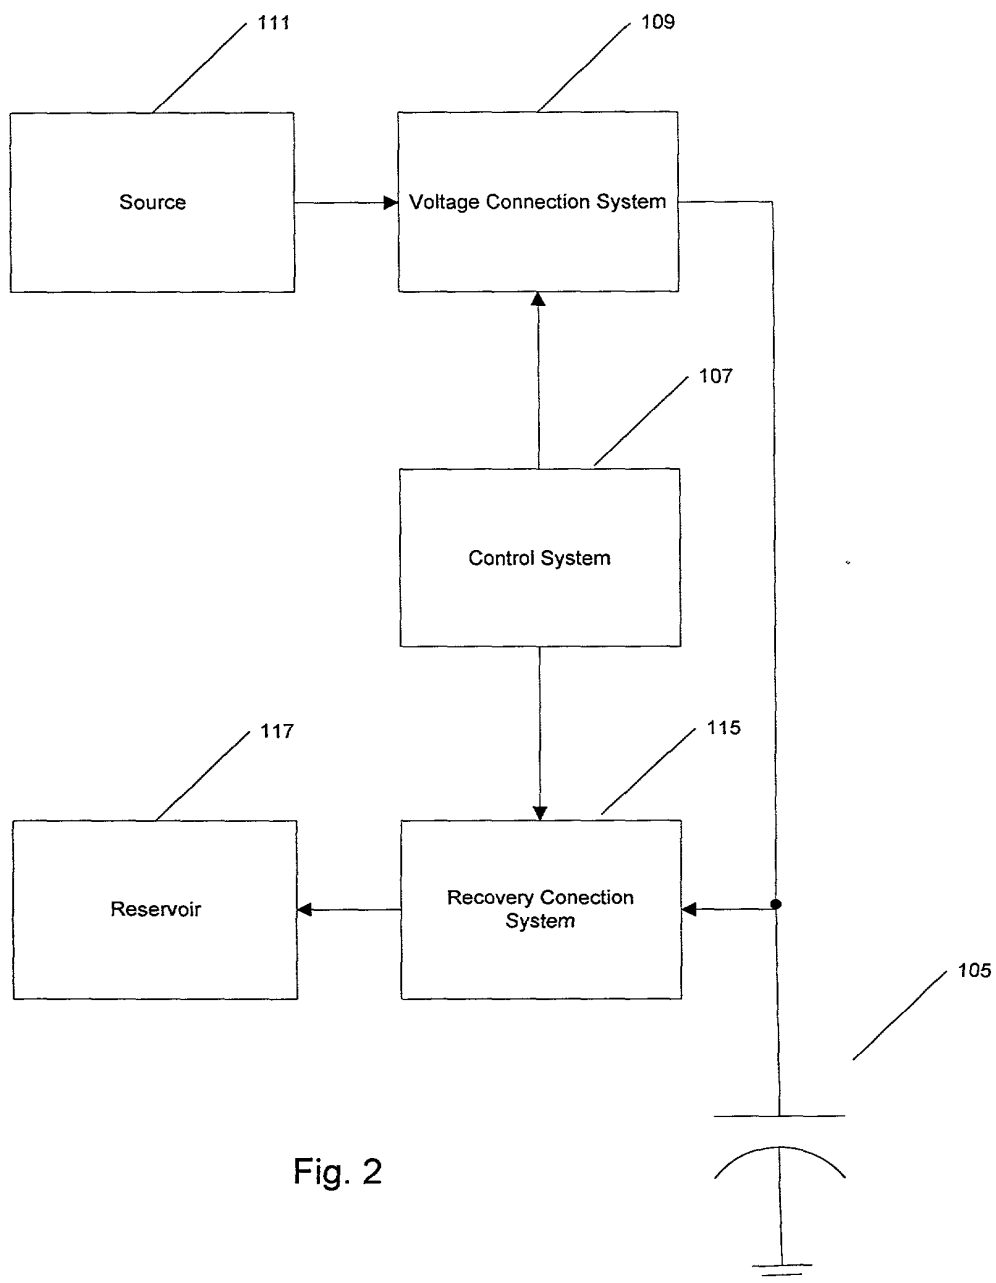 111
109
Source
Voltage Connection System
107
Control System
117
115
Reservoir
Recovery Conection
System
105
Fig. 2